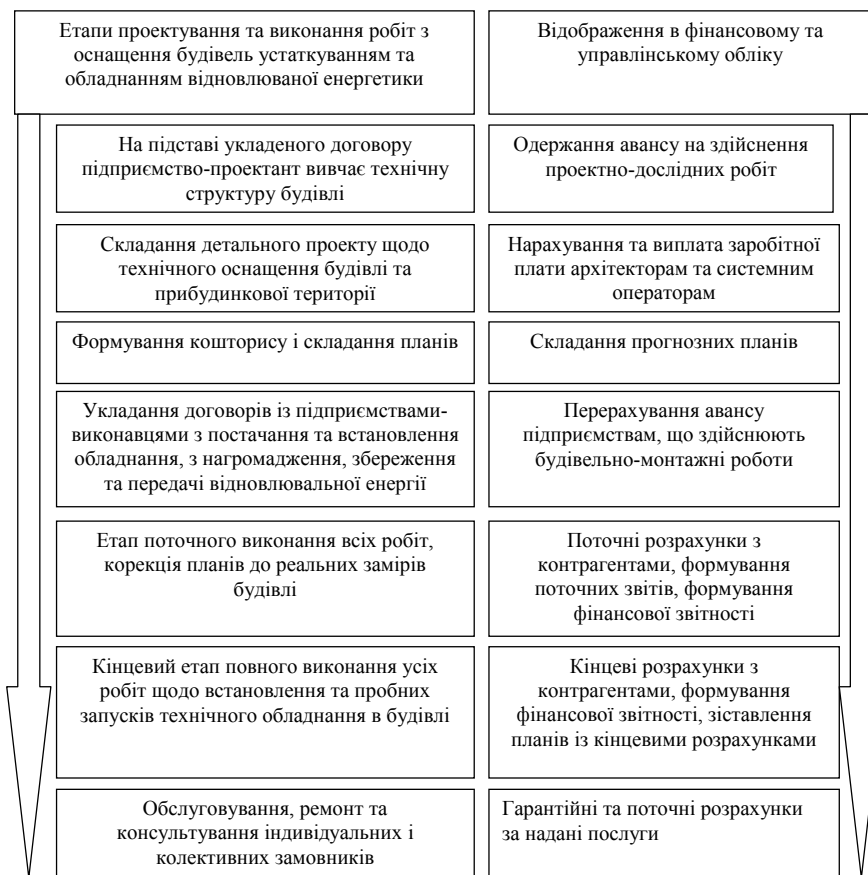 Етапи проектування та виконання робіт з
оснащення будівель устаткуванням та
обладнанням відновлюваної енергетики
Відображення в фінансовому та
управлінському обліку
На підставі укладеного договору
підприємство-проектант вивчає технічну
структуру будівлі
Одержання авансу на здійснення
проектно-дослідних робіт
Складання детального проекту щодо
технічного оснащення будівлі та
прибудинкової території
Нарахування та виплата заробітної
плати архітекторам та системним
операторам
Формування кошторису і складання планів
Складання прогнозних планів
Укладання договорів із підприємствами-
виконавцями з постачання та встановлення
обладнання, з нагромадження, збереження
та передачі відновлювальної енергії
Перерахування авансу
підприємствам, що здійснюють
будівельно-монтажні роботи
Етап поточного виконання всіх робіт,
корекція планів до реальних замірів
будівлі
Поточні розрахунки з
контрагентами, формування
поточних звітів, формування
фінансової звітності
Кінцевий етап повного виконання усіх
робіт щодо встановлення та пробних
запусків технічного обладнання в будівлі
Кінцеві розрахунки з
контрагентами, формування
фінансової звітності, зіставлення
планів із кінцевими розрахунками
Обслуговування, ремонт та
консультування індивідуальних і
колективних замовників
Гарантійні та поточні розрахунки
за надані послуги